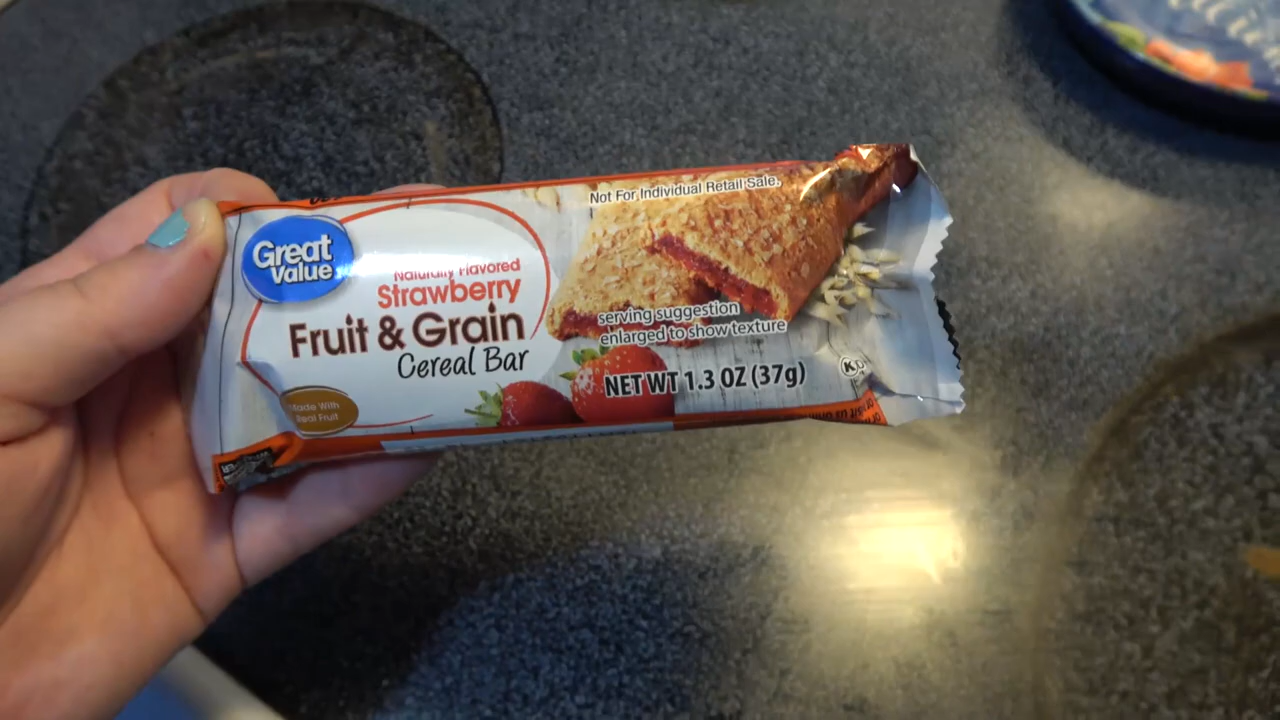 Great
Value
Not For Individual Retail Sale.
Naturally Flavored
Strawberry
Fruit & Grain
Cereal Bar
Made With
Real Fruit
serving suggestion
enlarged to show texture
NET WT 1.3 OZ (37g)
K D